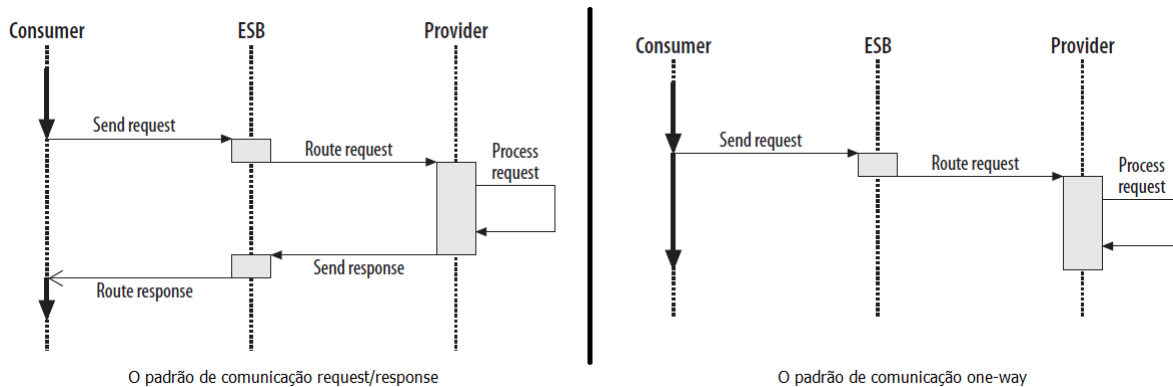 Consumer
ESB
Provider
Send request
Route request
Process
request
Send response
Route response
O padrão de comunicação request/response
Consumer
ESB
Provider
Send request
Route request
Process
request
O padrão de comunicação one-way